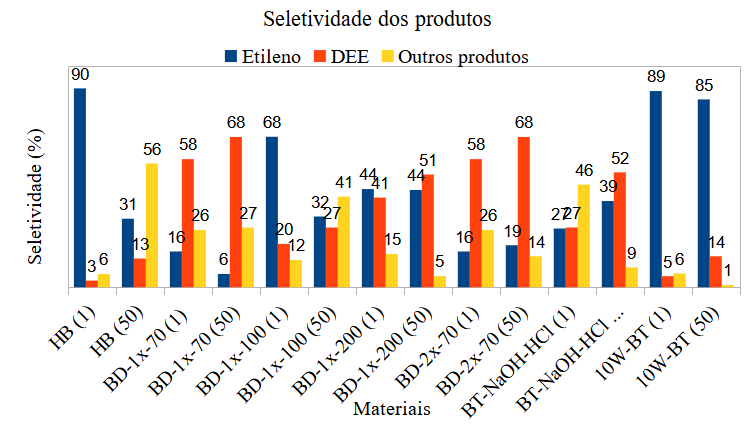 Seletividade dos produtos
Etileno DEE Outros produtos
Seletividade (%)
90 3 6
31 13 56
16 58 26
6 68 27
68 20 12
32 27 41
44 41 15
44 51 5
16 58 26
19 68 14
27 27 46
39 52 9
89 5 6
85 14 1
HB (1)
HB (50)
BD-1x-70 (1)
BD-1x-70 (50)
BD-1x-100 (1)
BD-1x-100 (50)
BD-1x-200 (1)
BD-1x-200 (50)
BD-2x-70 (1)
BD-2x-70 (50)
BT-NaOH-HCl (1)
BT-NaOH-HCl ...
10W-BT (1)
10W-BT (50)
Materiais